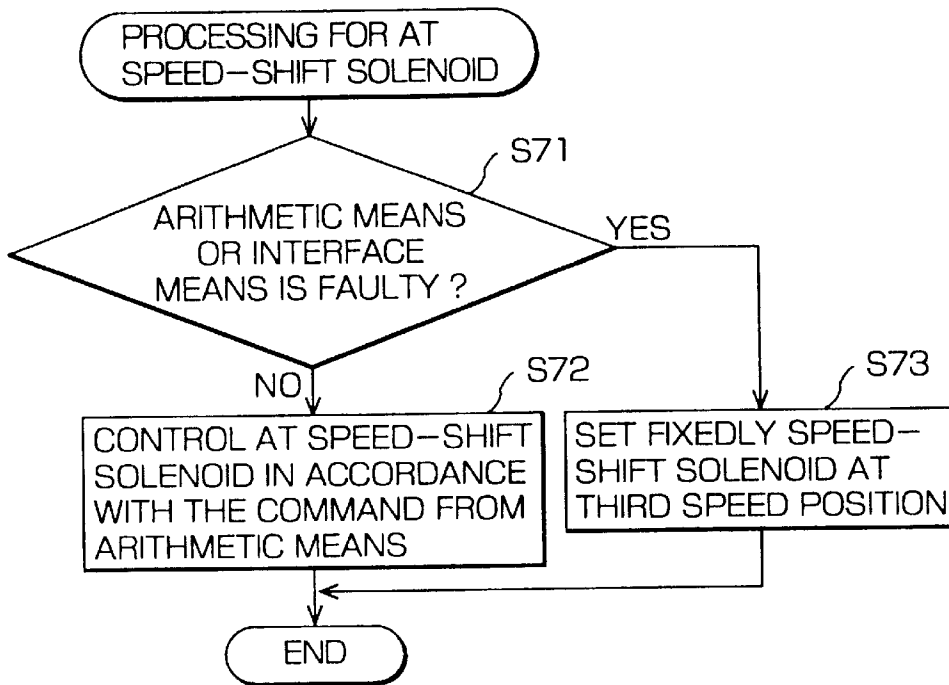 PROCESSING FOR AT
SPEED-SHIFT SOLENOID
S71
ARITHMETIC MEANS
OR INTERFACE
MEANS IS FAULTY ?
YES
NO
S72
CONTROL AT SPEED-SHIFT
SOLENOID IN ACCORDANCE
WITH THE COMMAND FROM
ARITHMETIC MEANS
S73
SET FIXEDLY SPEED-
SHIFT SOLENOID AT
THIRD SPEED POSITION
END